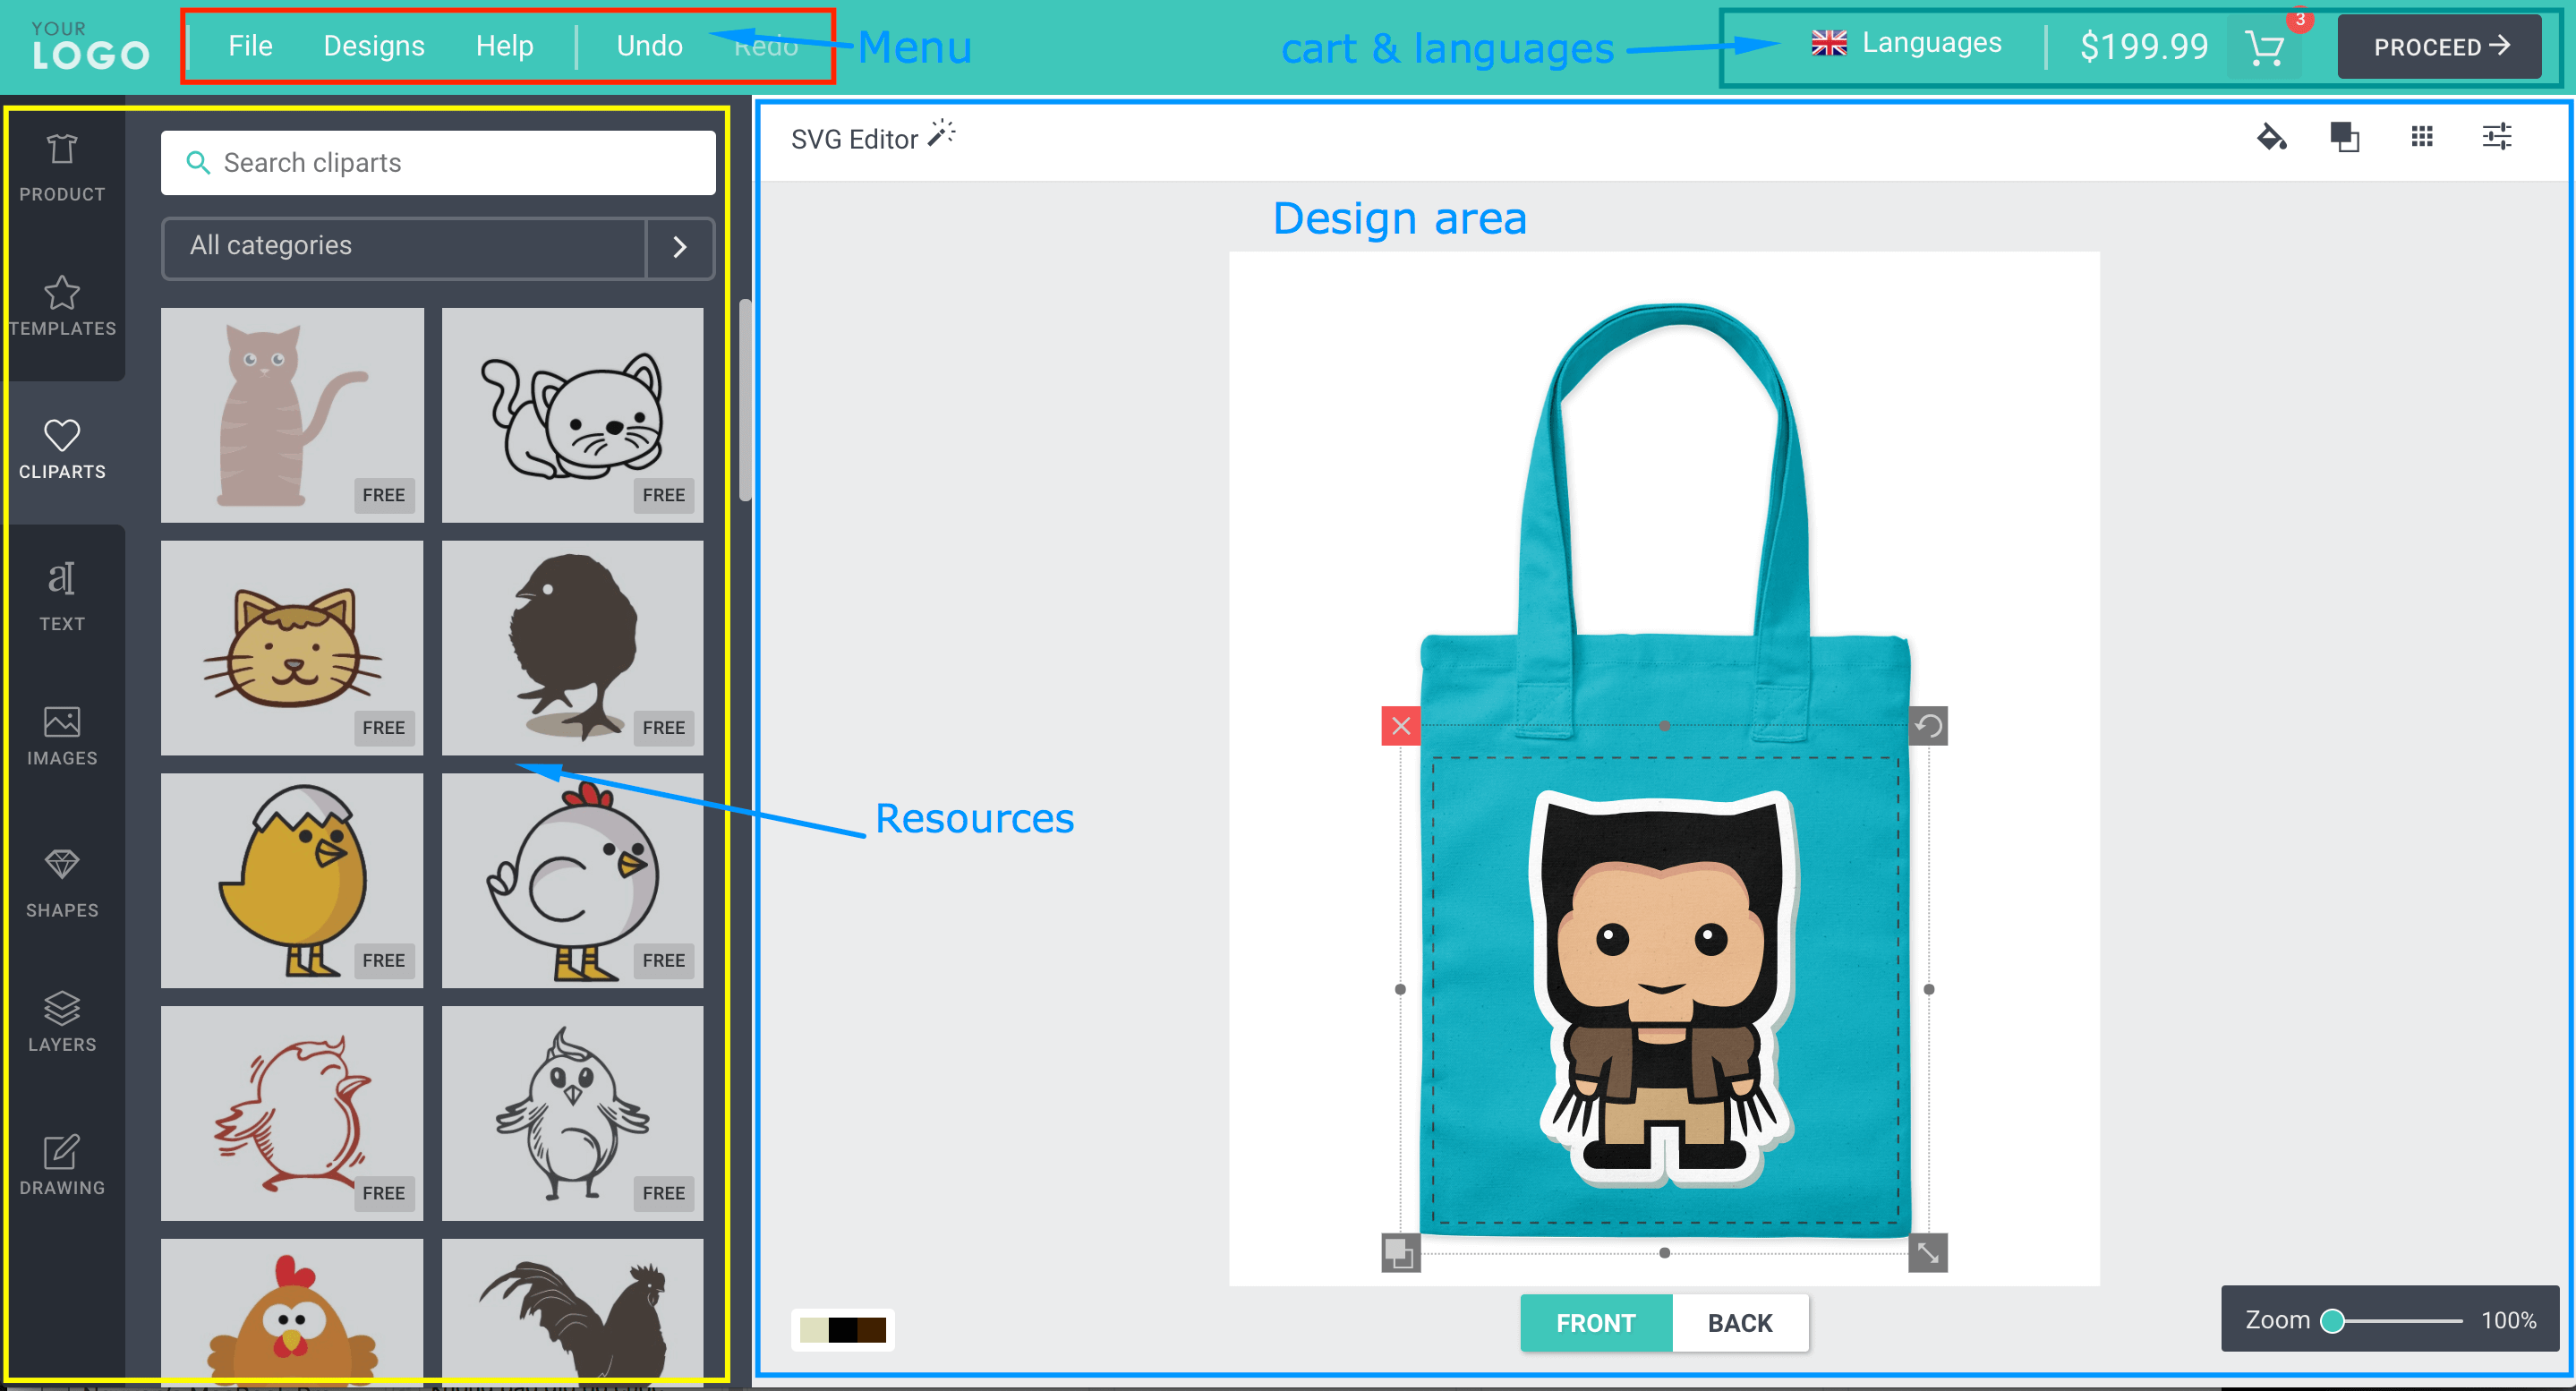 YOUR
LOGO
File
Designs
Help
Undo
Redo
Menu
cart & languages
Languages
$199.99
3
PROCEED
PRODUCT
TEMPLATES
CLIPARTS
TEXT
IMAGES
SHAPES
LAYERS
DRAWING
Search cliparts
All categories
FREE
FREE
FREE
FREE
FREE
FREE
FREE
FREE
Resources
SVG Editor
Design area
FRONT
BACK
Zoom
100%